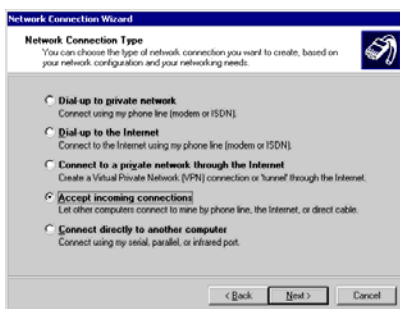 Network Connection Wizard
Network Connection Type
You can choose the type of network connection you want to create, based on
your network configuration and your networking needs.
Dial-up to private network
Connect using my phone line (modem or ISDN).
Dial-up to the Internet
Connect to the Internet using my phone line (modem or ISDN).
Connect to a private network through the Internet
Create a Virtual Private Network (VPN) connection or 'tunnel' through the Internet.
Accept incoming connections
Let other computers connect to mine by phone line, the Internet, or direct cable.
Connect directly to another computer
Connect using my serial, parallel, or infrared port.
< Back Next > Cancel